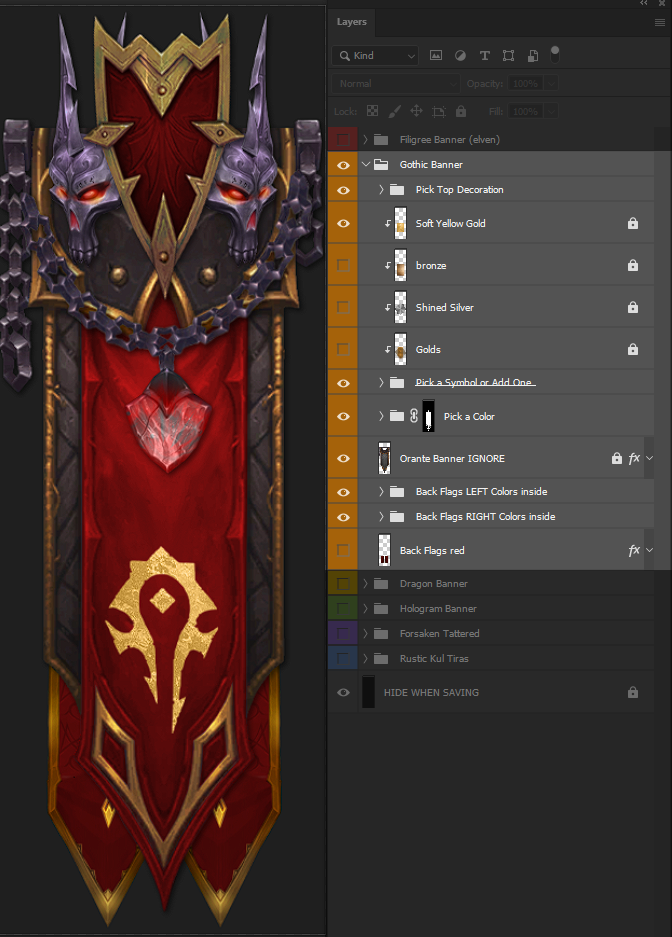 Layers
Kind
Normal
Opacity: 100%
Lock:
Fill: 100%
Filigree Banner (elven)
Gothic Banner
Pick Top Decoration
Soft Yellow Gold
bronze
Shined Silver
Golds
Pick a Symbol or Add One
Pick a Color
Orante Banner IGNORE
fx
Back Flags LEFT Colors inside
Back Flags RIGHT Colors inside
Back Flags red
fx
Dragon Banner
Hologram Banner
Forsaken Tattered
Rustic Kul Tiras
HIDE WHEN SAVING